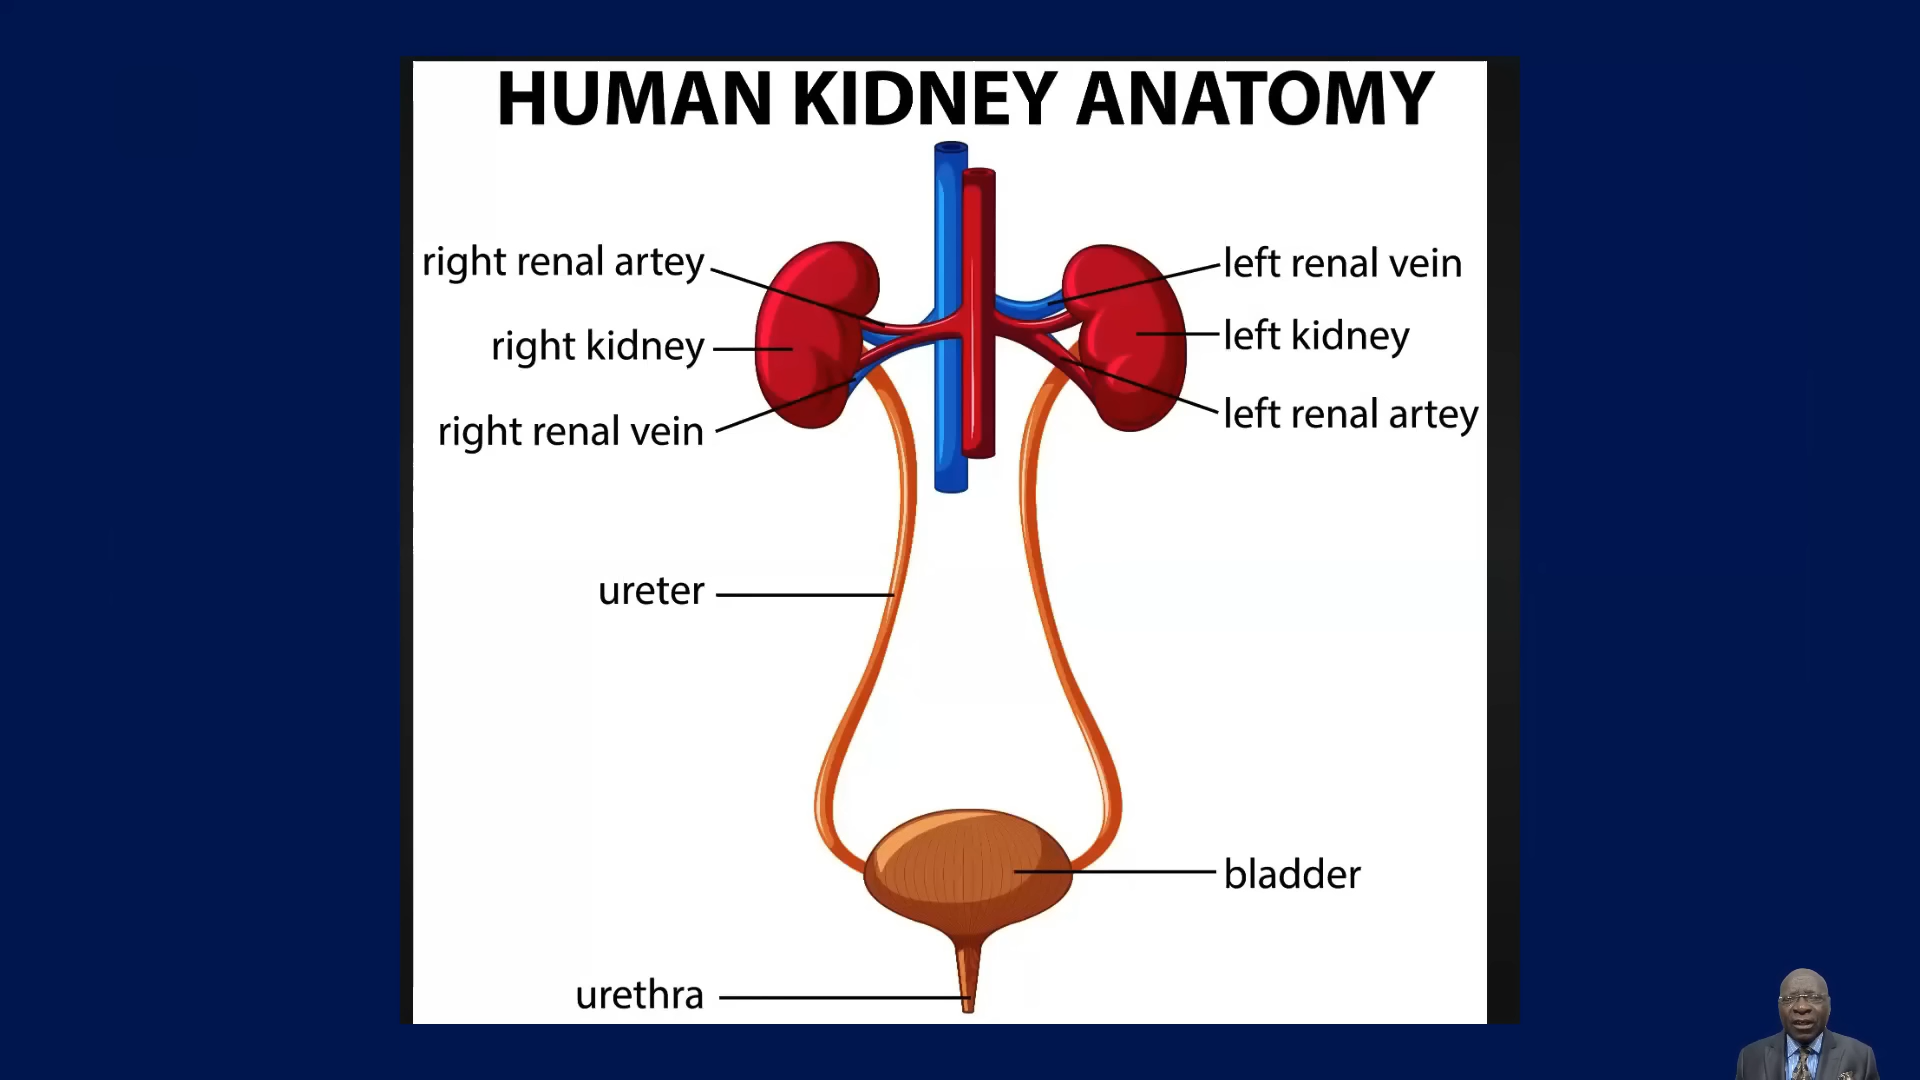 HUMAN KIDNEY ANATOMY
right renal artey
right kidney
right renal vein
left renal vein
left kidney
left renal artey
ureter
bladder
urethra